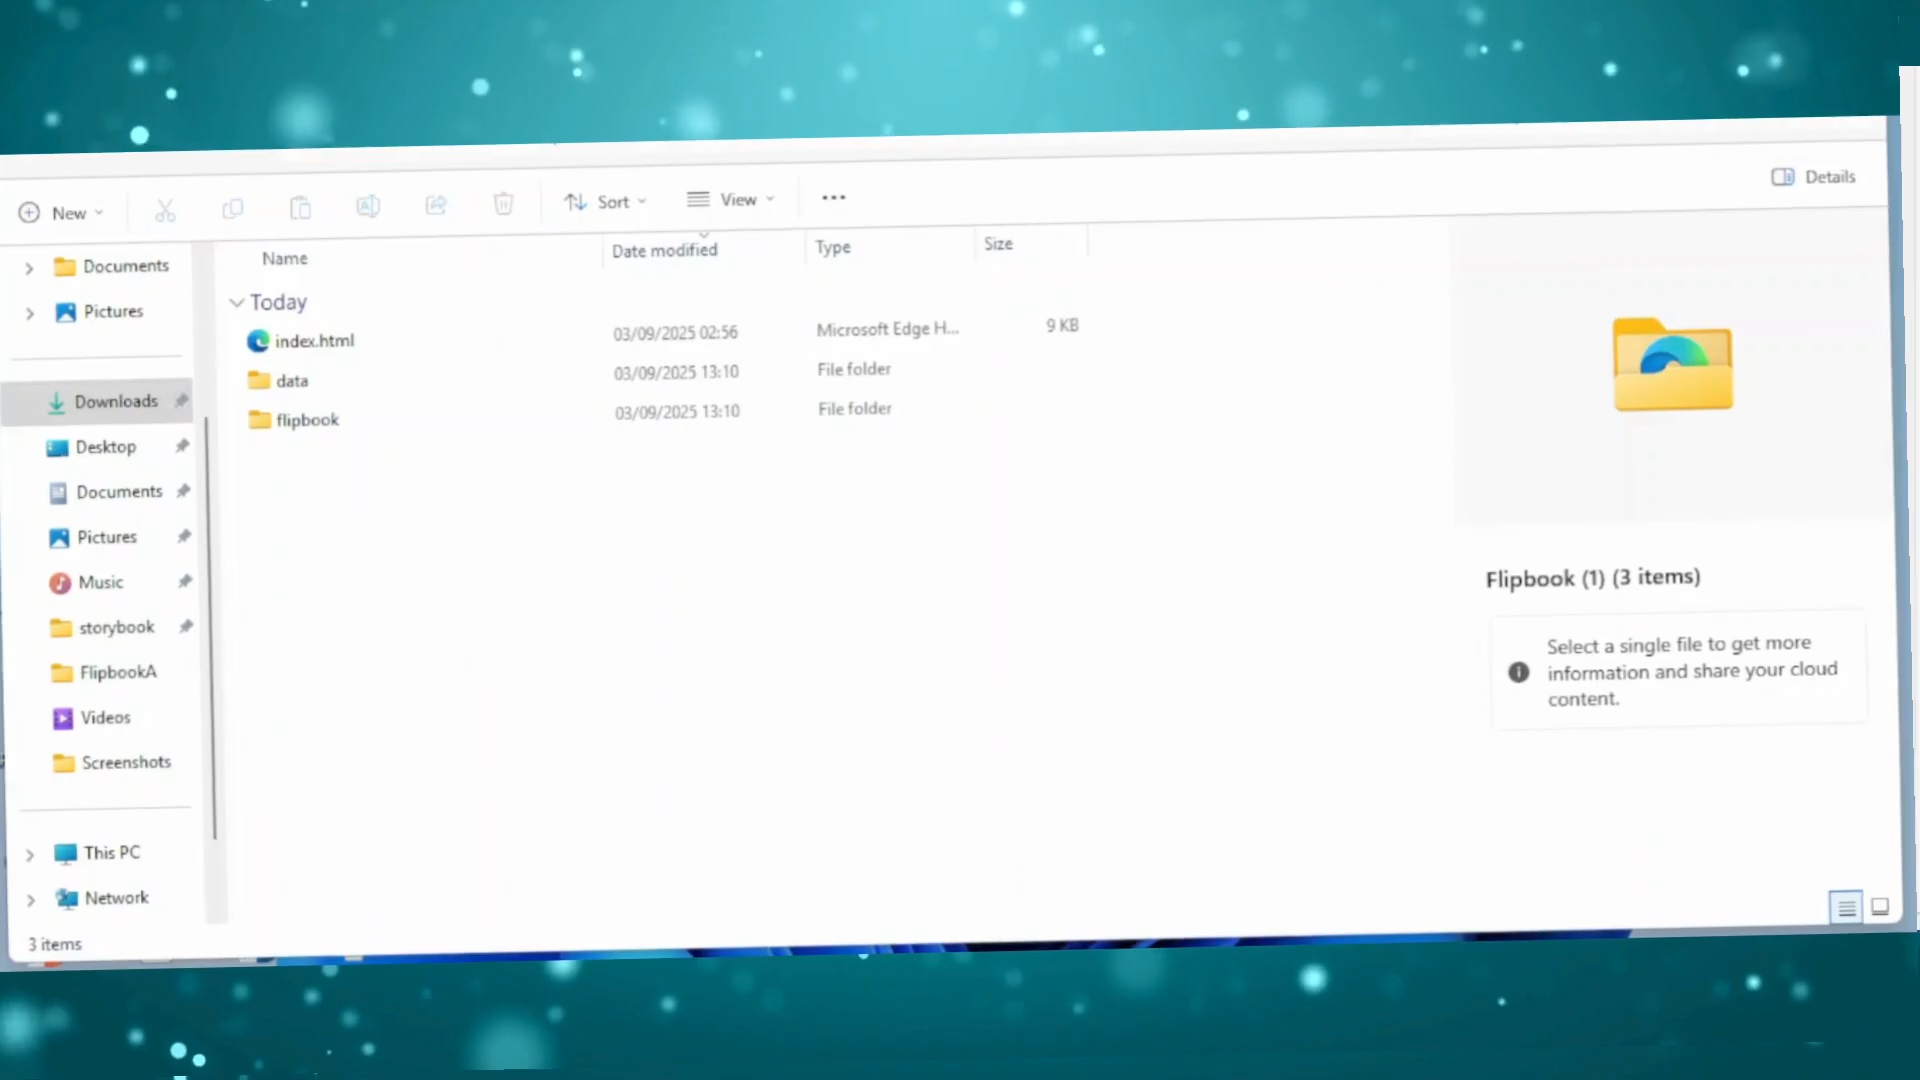 New
Sort
View
Details
Documents
Pictures
Downloads
Desktop
Documents
Pictures
Music
storybook
FlipbookA
Videos
Screenshots
This PC
Network
3 items
Name Date modified Type Size
Today
index.html 03/09/2025 02:56 Microsoft Edge H... 9 KB
data 03/09/2025 13:10 File folder
flipbook 03/09/2025 13:10 File folder
Flipbook (1) (3 items)
Select a single file to get more
information and share your cloud
content.